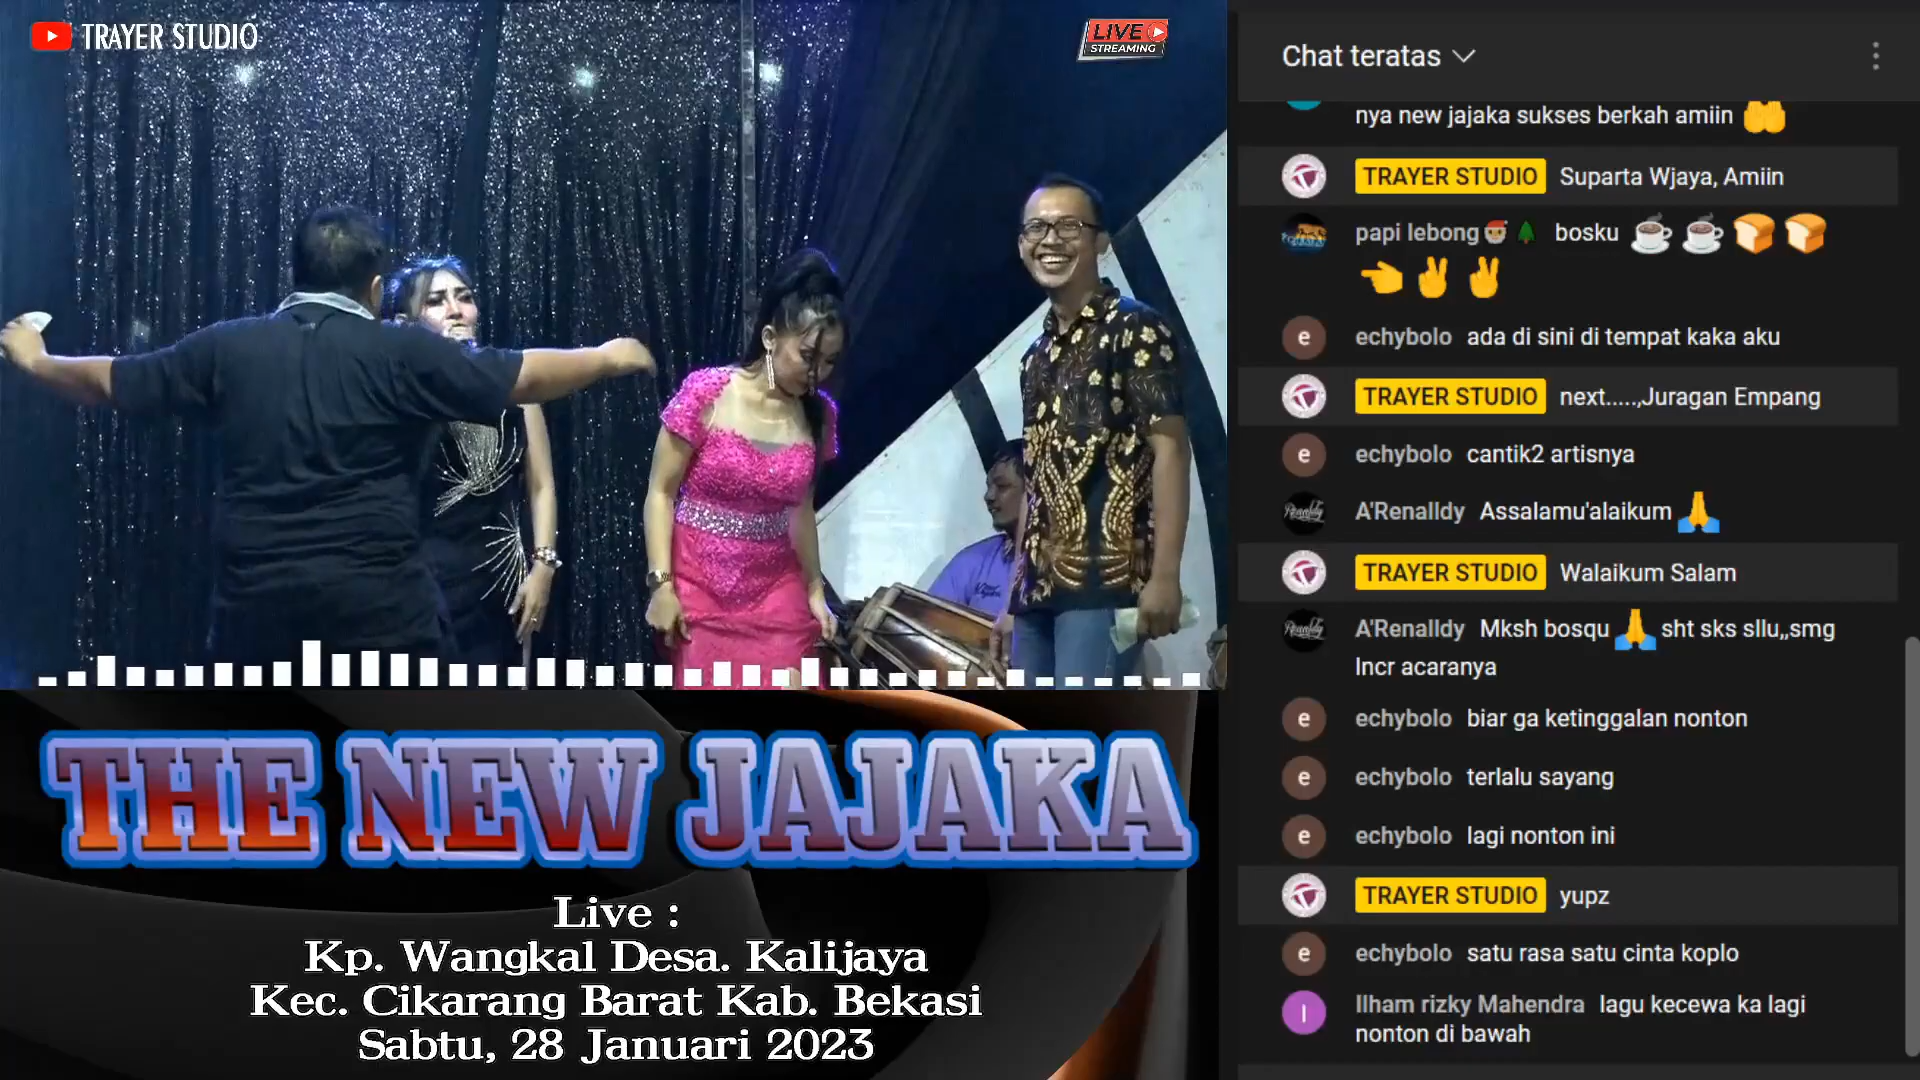 TRAYER STUDIO
LIVE
STREAMING
THE NEW JAJAKA
Live :
Kp. Wangkal Desa. Kalijaya
Kec. Cikarang Barat Kab. Bekasi
Sabtu, 28 Januari 2023
Chat teratas
nya new jajaka sukses berkah amiin 🤲
TRAYER STUDIO Suparta Wjaya, Amiin
papi lebong🎅🌲 bosku ☕☕🍞🍞
👈✌✌
e echybolo ada di sini di tempat kaka aku
TRAYER STUDIO next.....,Juragan Empang
e echybolo cantik2 artisnya
A'Renalldy Assalamu'alaikum 🙏
TRAYER STUDIO Walaikum Salam
A'Renalldy Mksh bosqu 🙏 sht sks sllu,,smg
lncr acaranya
e echybolo biar ga ketinggalan nonton
e echybolo terlalu sayang
e echybolo lagi nonton ini
TRAYER STUDIO yupz
e echybolo satu rasa satu cinta koplo
I Ilham rizky Mahendra lagu kecewa ka lagi
nonton di bawah